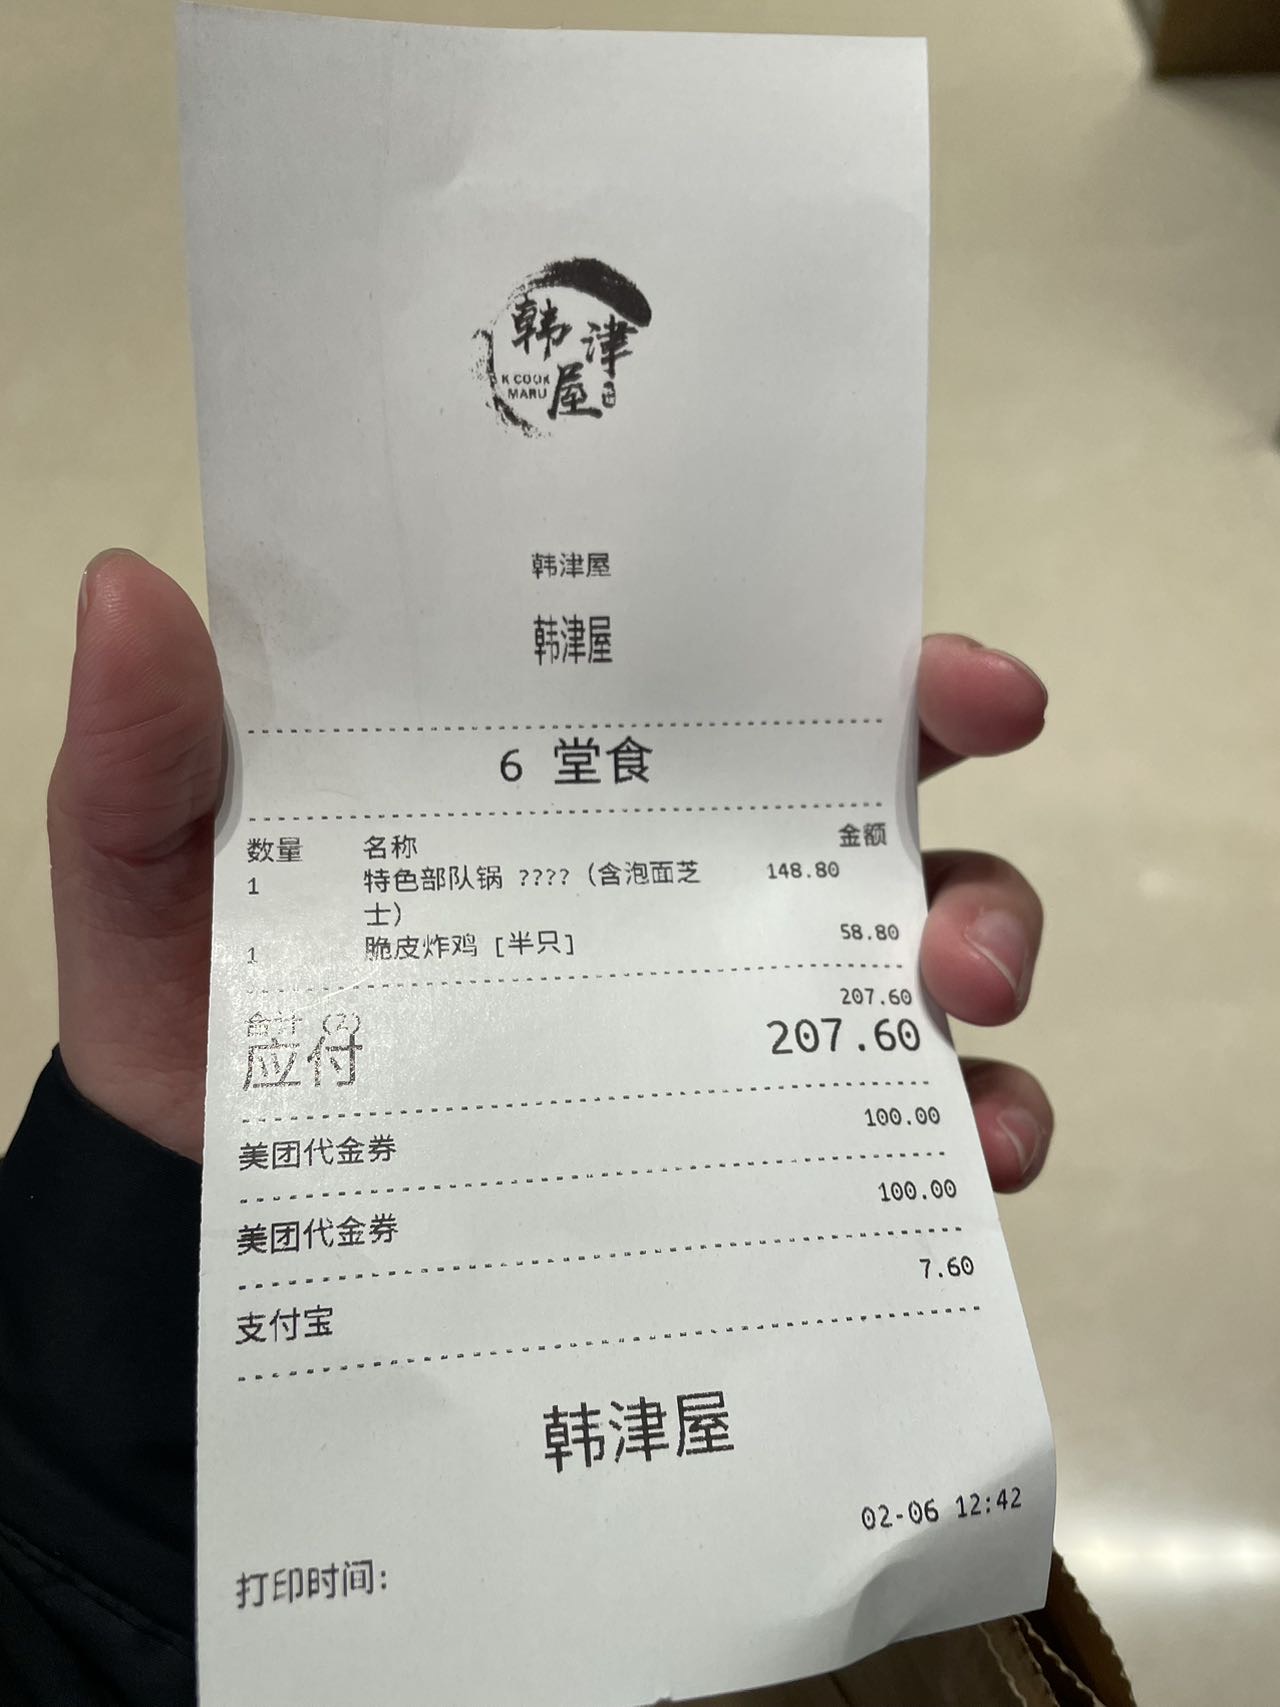 韩津屋
K COOK
MARU
韩津屋
韩津屋
6 堂食
数量 名称 金额
1 特色部队锅 ????（含泡面芝 148.80
士）
1 脆皮炸鸡 [半只] 58.80
合计 (2) 207.60
应付 207.60
美团代金券 100.00
美团代金券 100.00
支付宝 7.60
韩津屋
打印时间: 02-06 12:42